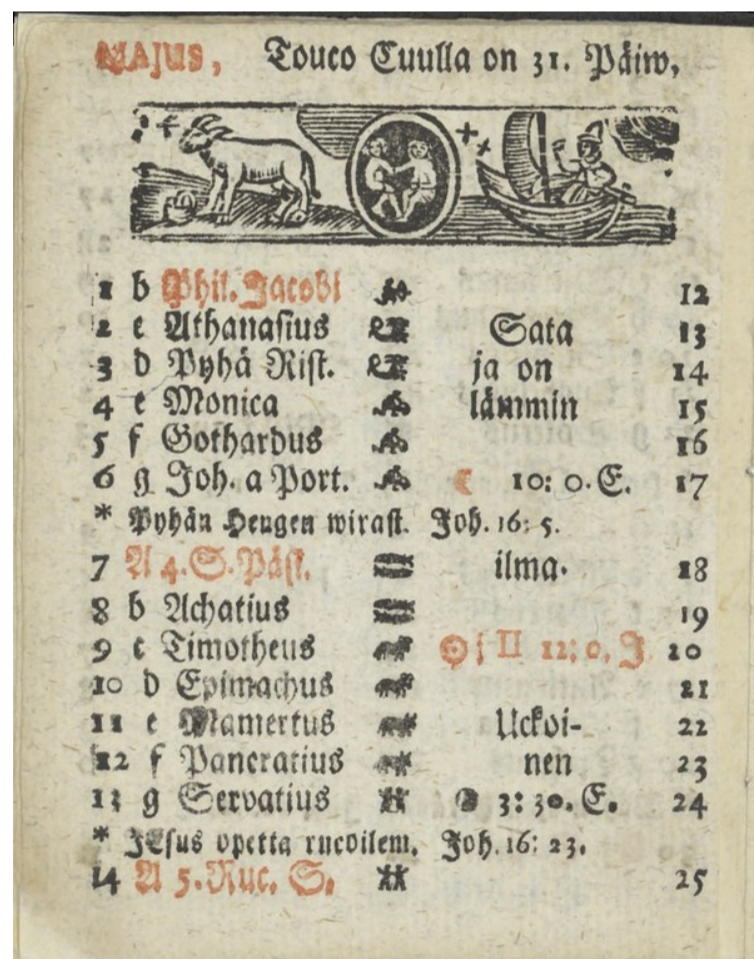 MAJUS, Touco Cuulla on 31. Päiw,
1 b Phil. Jacobi 12
2 c Athanasius Sata 13
3 d Pyhä Rist. ja on 14
4 e Monica lämmin 15
5 f Gothardus 16
6 g Joh. a Port. ☾ 10: 0. E. 17
* Pyhän Hengen wirast. Joh. 16: 5.
7 A 4. S. Pääs. ilma. 18
8 b Achatius 19
9 c Timotheus ☉ i II 12: 0. J 20
10 d Epimachus 21
11 e Mamertus Uckoi- 22
12 f Pancratius nen 23
13 g Servatius 3: 30. E. 24
* JEsus opetta rucoilem. Joh. 16: 23.
14 A 5. Ruc. S. 25